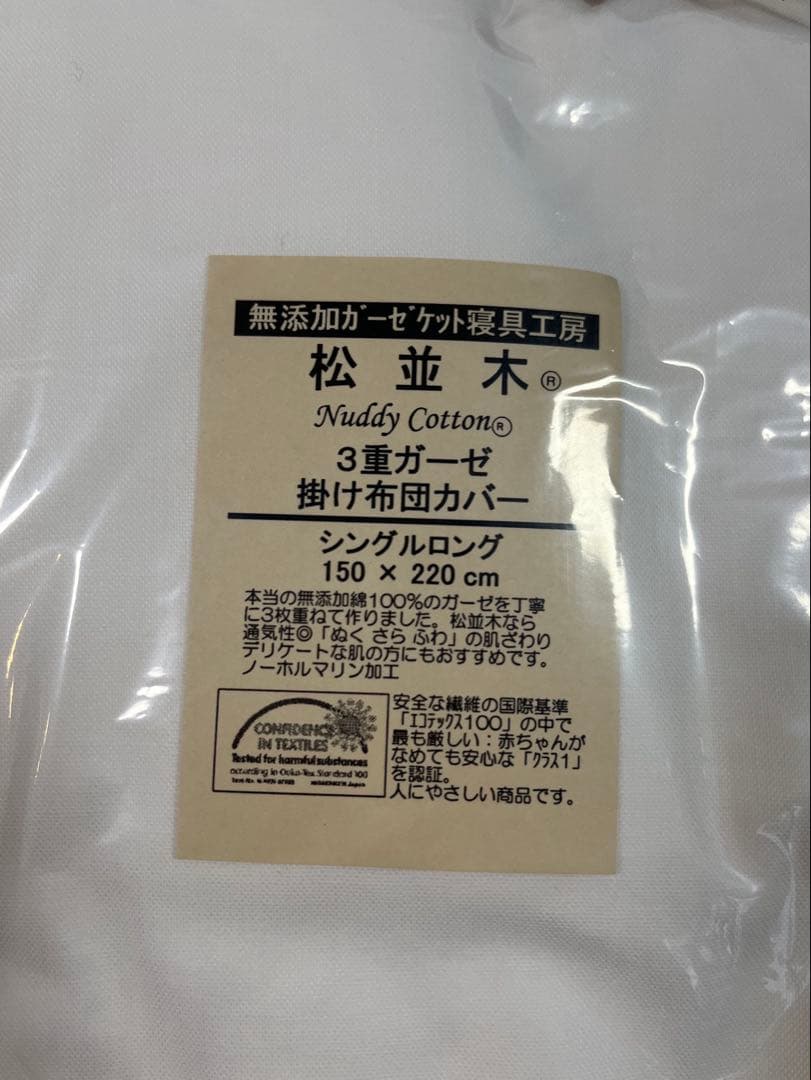 無添加ｶﾞｰｾﾞｹｯﾄ寝具工房
松並木®
Nuddy Cotton®
３重ガーゼ
掛け布団カバー
シングルロング
150 × 220 cm
本当の無添加綿100％のガーゼを丁寧
に3枚重ねて作りました。松並木なら
通気性◎「ぬく さら ふわ」の肌ざわり
デリケートな肌の方にもおすすめです。
ノーホルマリン加工
CONFIDENCE
IN TEXTILES
Tested for harmful substances
according to Oeko-Tex Standard 100
安全な繊維の国際基準
「ｴｺﾃｯｸｽ100」の中で
最も厳しい：赤ちゃんが
なめても安心な「ｸﾗｽ1」
を認証。
人にやさしい商品です。